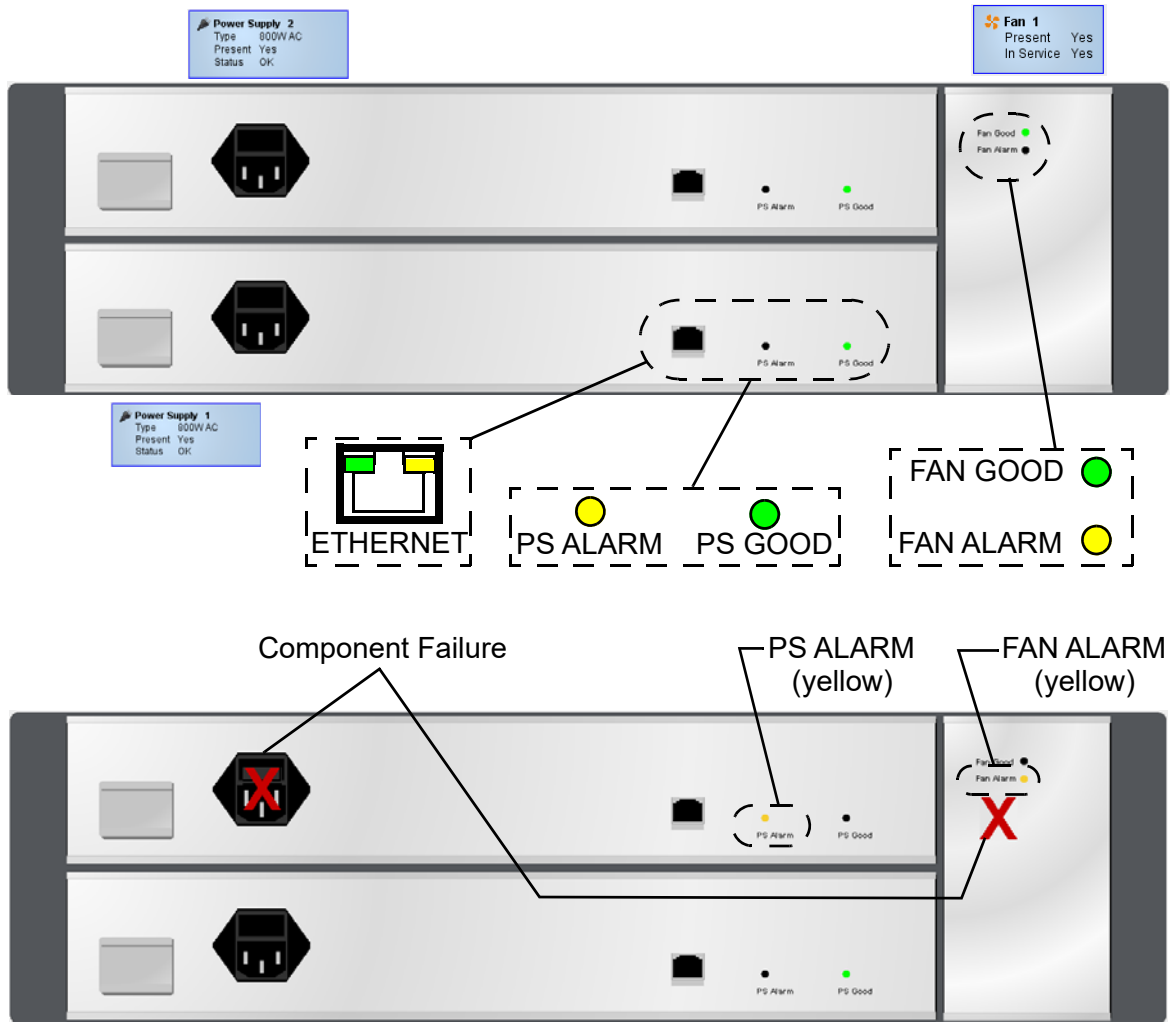 Power Supply 2
Type 800W AC
Present Yes
Status OK
Fan 1
Present Yes
In Service Yes
Fan Good
Fan Alarm
PS Alarm PS Good
PS Alarm PS Good
Power Supply 1
Type 800W AC
Present Yes
Status OK
ETHERNET
PS ALARM PS GOOD
FAN GOOD
FAN ALARM
Component Failure
PS ALARM
(yellow)
FAN ALARM
(yellow)
Fan Good
Fan Alarm
X
X
PS Alarm PS Good
PS Alarm PS Good